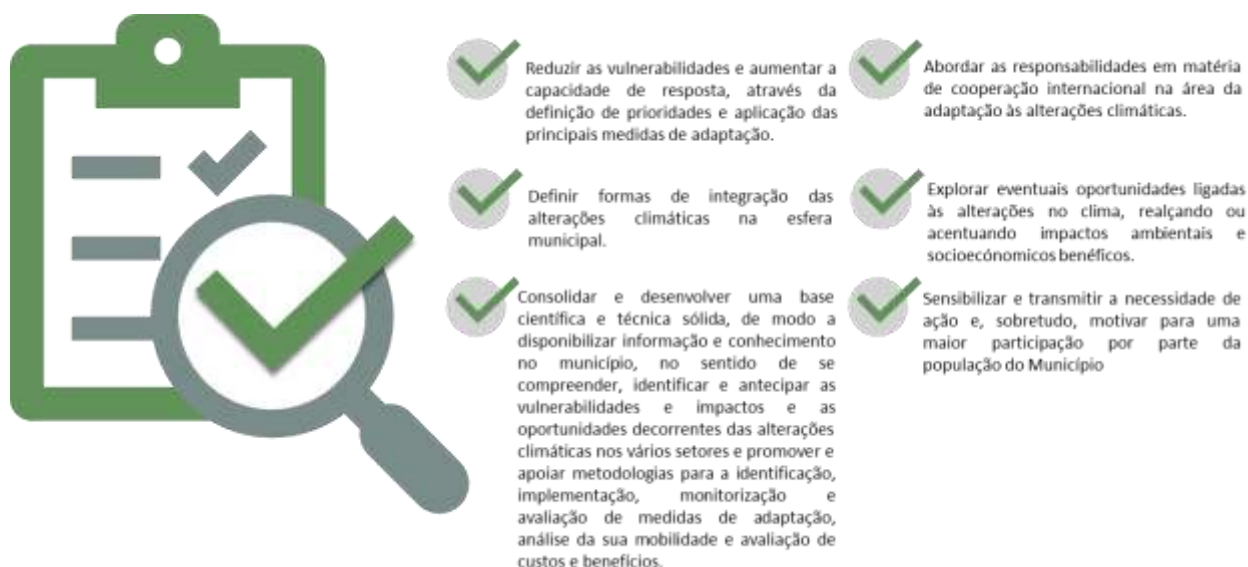 Reduzir as vulnerabilidades e aumentar a
capacidade de resposta, através da
definição de prioridades e aplicação das
principais medidas de adaptação.
Definir formas de integração das
alterações climáticas na esfera
municipal.
Consolidar e desenvolver uma base
científica e técnica sólida, de modo a
disponibilizar informação e conhecimento
no município, no sentido de se
compreender, identificar e antecipar as
vulnerabilidades e impactos e as
oportunidades decorrentes das alterações
climáticas nos vários setores e promover e
apoiar metodologias para a identificação,
implementação, monitorização e
avaliação de medidas de adaptação,
análise da sua mobilidade e avaliação de
custos e benefícios.
Abordar as responsabilidades em matéria
de cooperação internacional na área da
adaptação às alterações climáticas.
Explorar eventuais oportunidades ligadas
às alterações no clima, realçando ou
acentuando impactos ambientais e
socioecónomicos benéficos.
Sensibilizar e transmitir a necessidade de
ação e, sobretudo, motivar para uma
maior participação por parte da
população do Município